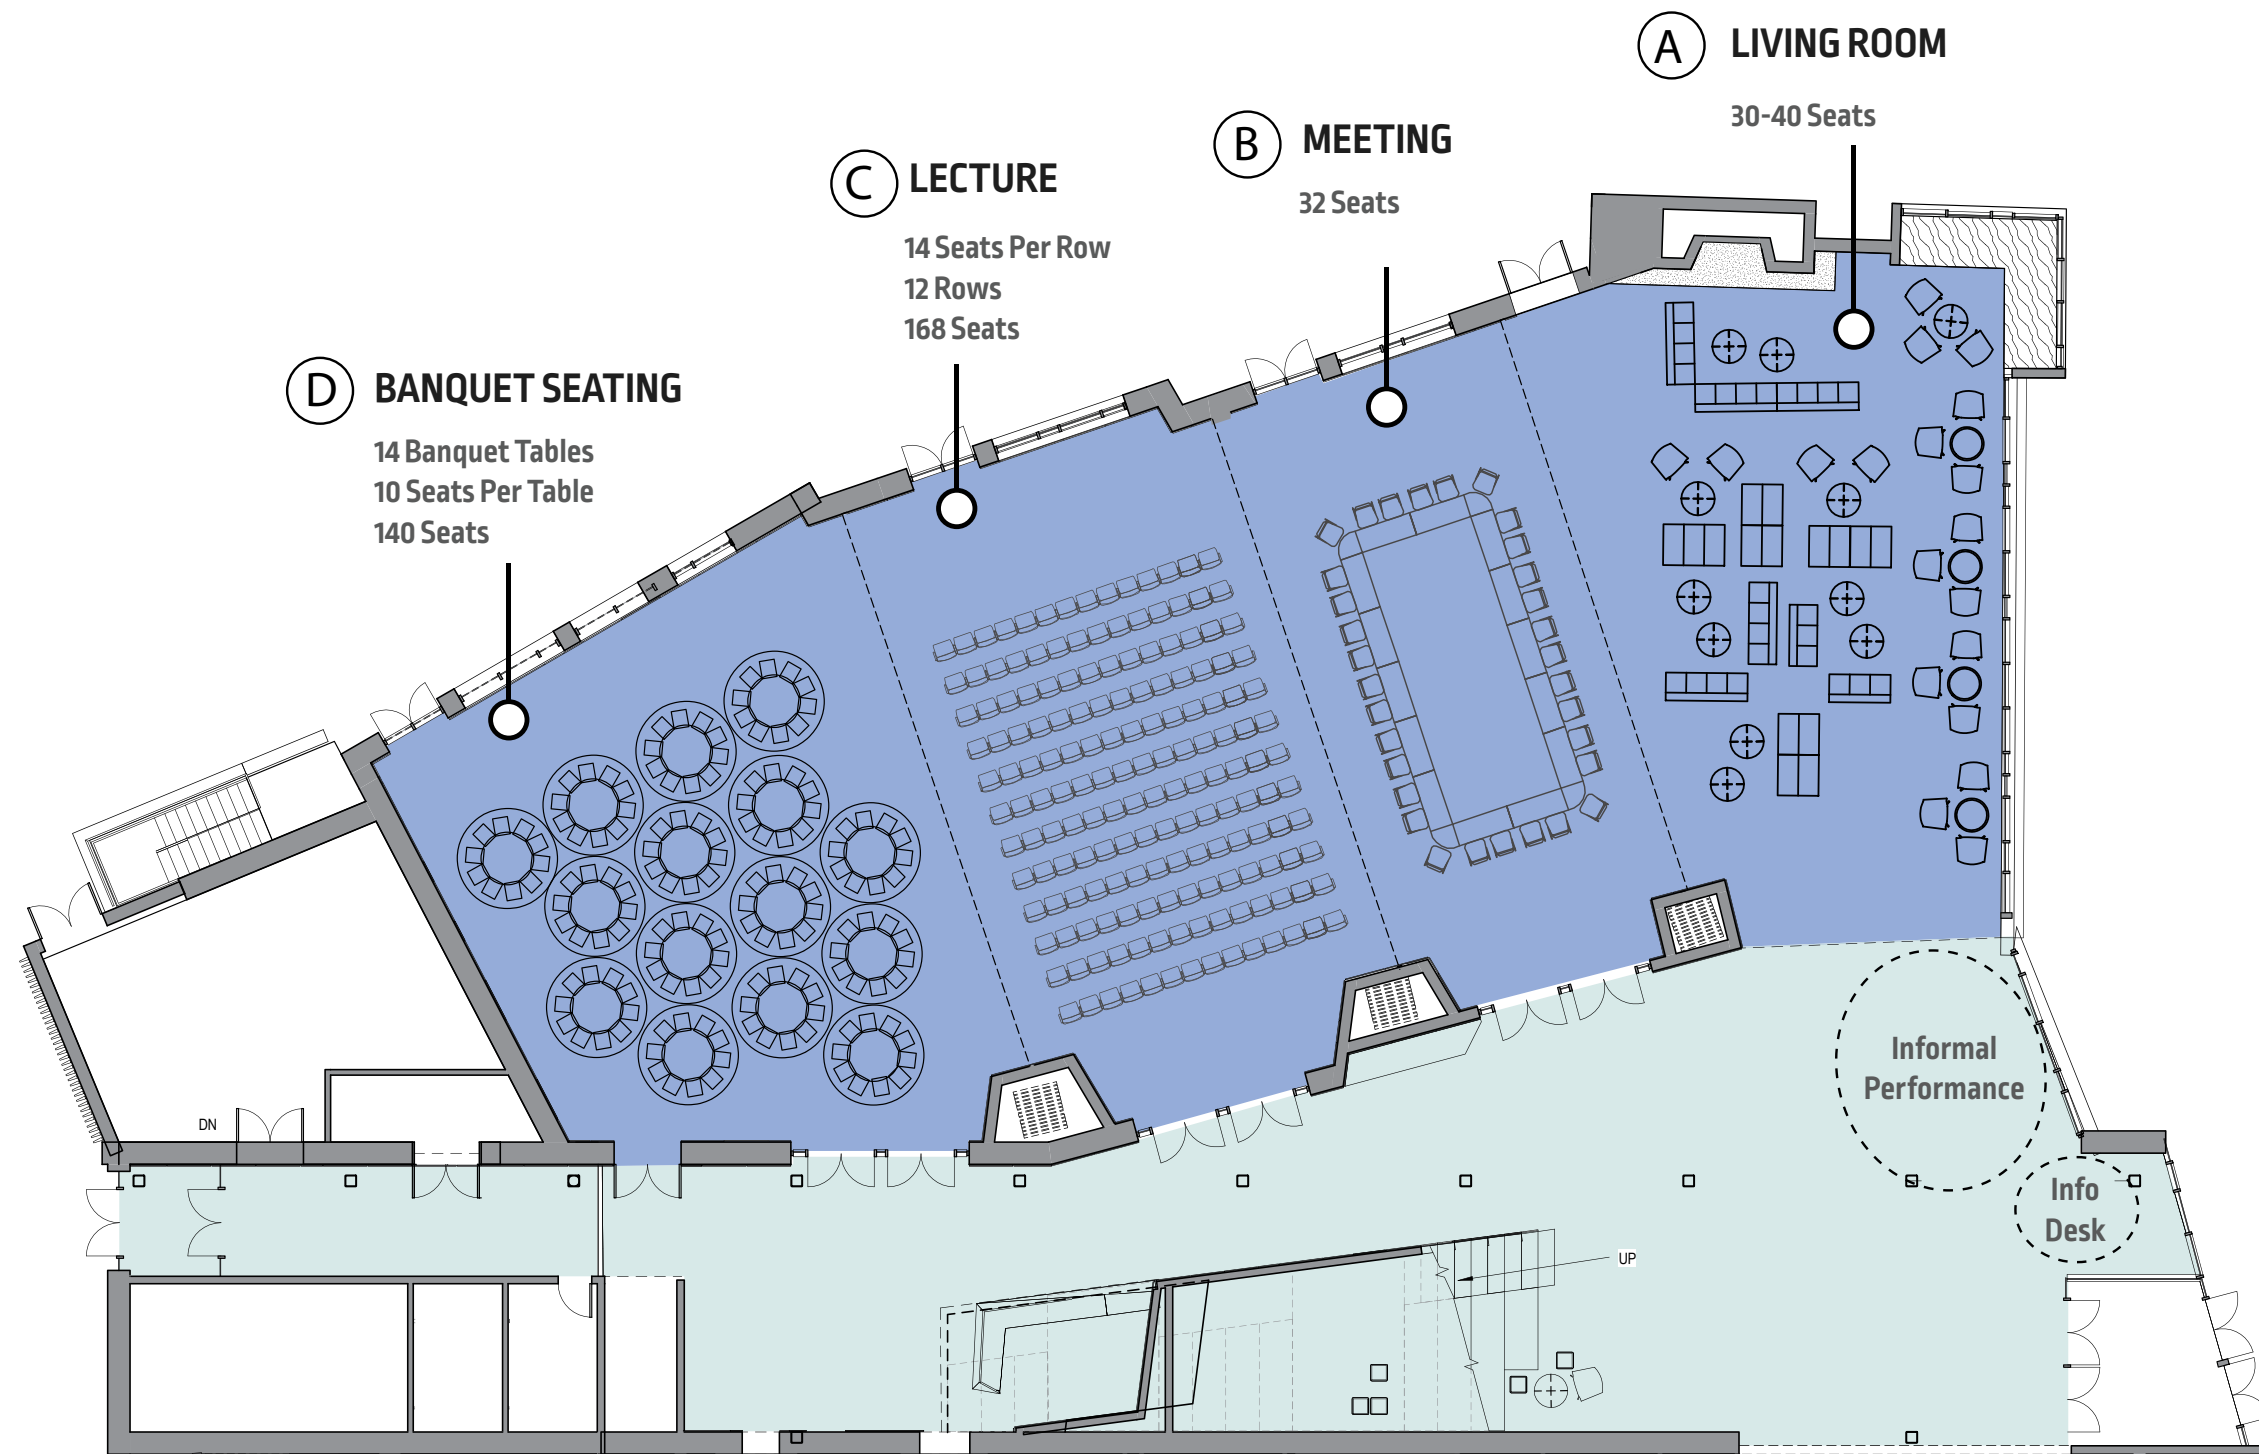 A LIVING ROOM
30-40 Seats
B MEETING
32 Seats
C LECTURE
14 Seats Per Row
12 Rows
168 Seats
D BANQUET SEATING
14 Banquet Tables
10 Seats Per Table
140 Seats
Informal
Performance
Info
Desk
DN
UP